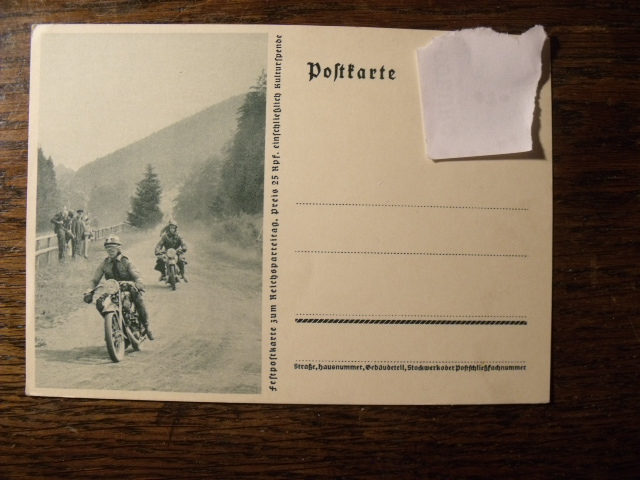 Poſtkarte
Feſtpoſtkarte zum Reichsparteitag. Preis 25 Rpf. einſchließlich Kulturſpende
Straße, Hausnummer, Gebäudeteil, Stockwerk oder Poſtſchließfachnummer